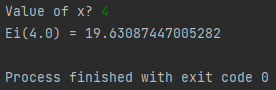 Value of x? 4
Ei(4.0) = 19.63087447005282
Process finished with exit code 0